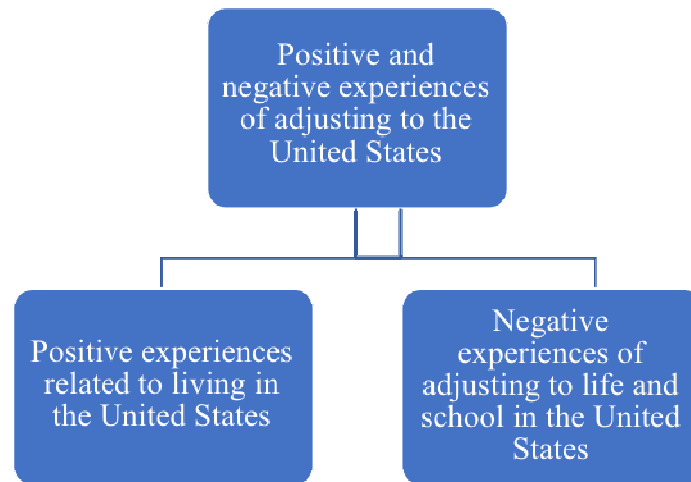 Positive and
negative experiences
of adjusting to the
United States
Positive experiences
related to living in
the United States
Negative
experiences of
adjusting to life and
school in the United
States